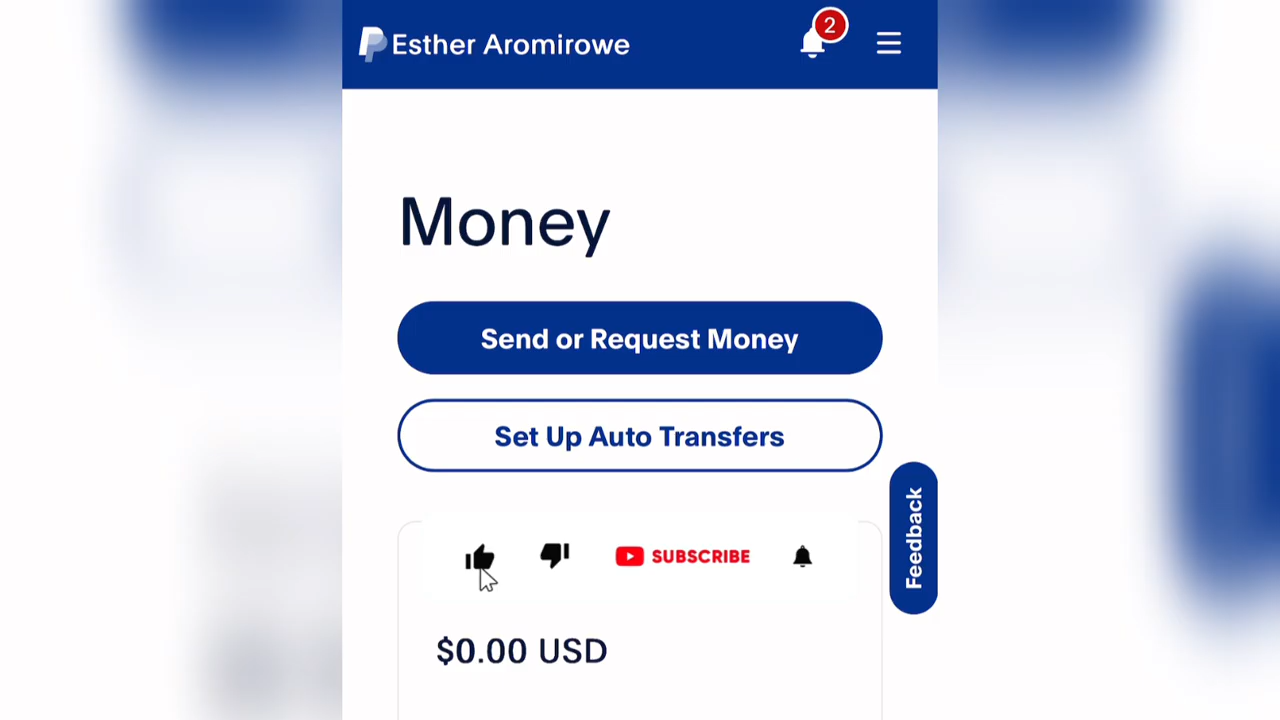 Esther Aromirowe
2
Money
Send or Request Money
Set Up Auto Transfers
Feedback
SUBSCRIBE
$0.00 USD